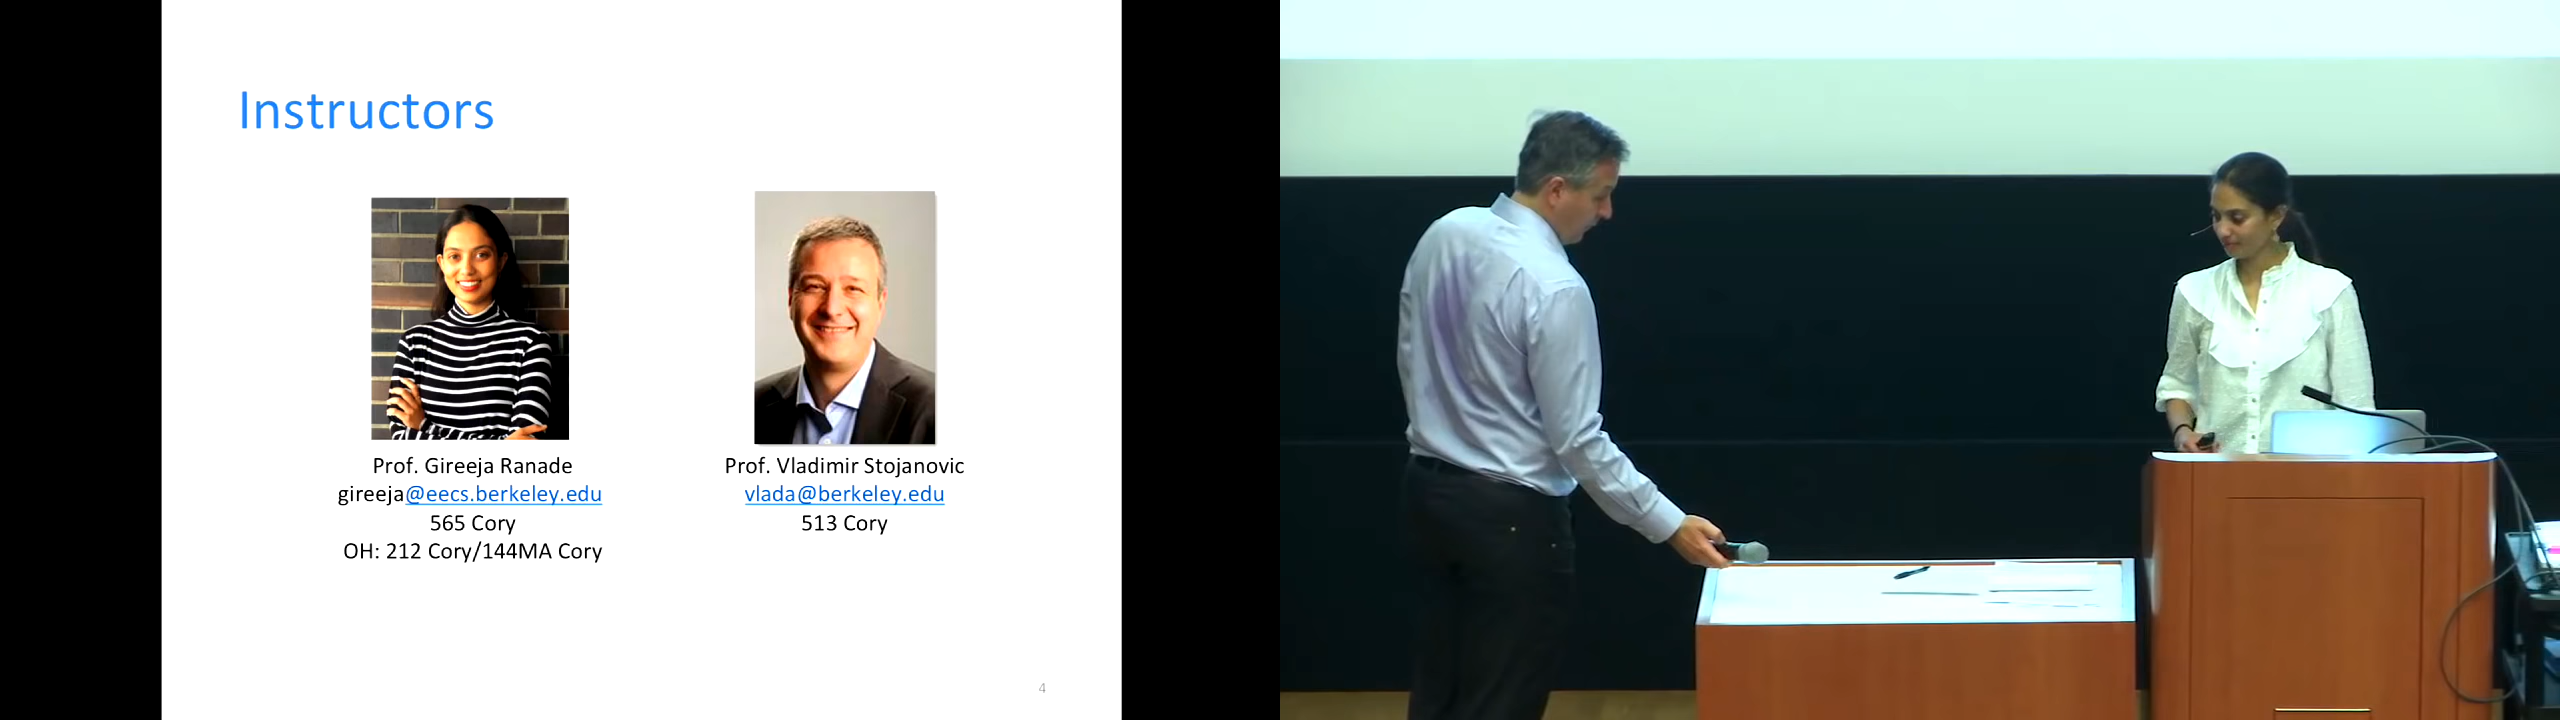 Instructors
Prof. Gireeja Ranade
gireeja@eecs.berkeley.edu
565 Cory
OH: 212 Cory/144MA Cory
Prof. Vladimir Stojanovic
vlada@berkeley.edu
513 Cory
4